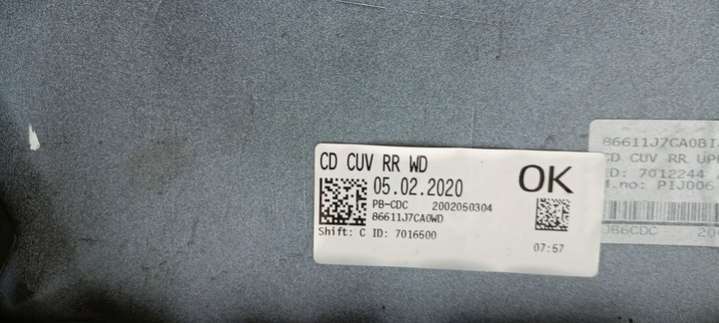 CD CUV RR WD
05.02.2020
OK
PB-CDC 2002050304
86611J7CA0WD
Shift: C ID: 7016500
07:57
86611J7CA0BI
CD CUV RR UP
ID: 7012244
PIJ006